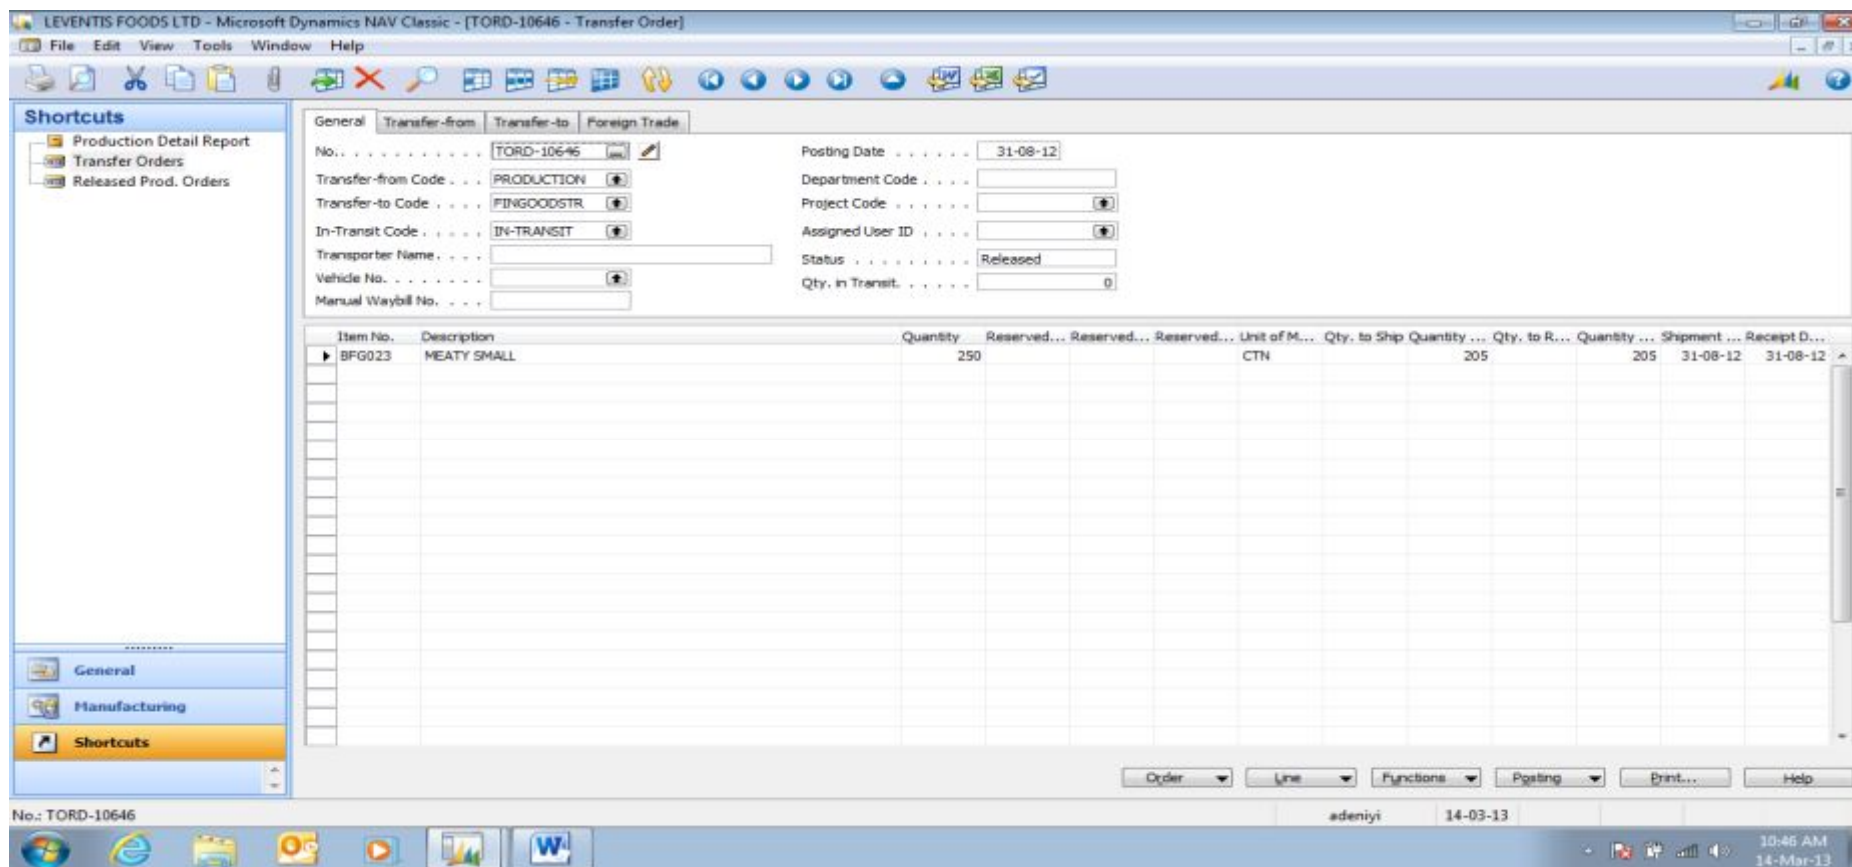 LEVENTIS FOODS LTD - Microsoft Dynamics NAV Classic - [TORD-10646 - Transfer Order]
File Edit View Tools Window Help
Shortcuts
Production Detail Report
Transfer Orders
Released Prod. Orders
General
Manufacturing
Shortcuts
General Transfer-from Transfer-to Foreign Trade
No.. . . . . . . . . . . . TORD-10646
Transfer-from Code . . . PRODUCTION
Transfer-to Code . . . . FINGOODSTR
In-Transit Code . . . . . IN-TRANSIT
Transporter Name. . . .
Vehicle No. . . . . . . .
Manual Waybill No. . . .
Posting Date . . . . . . 31-08-12
Department Code . . . .
Project Code . . . . . .
Assigned User ID . . . .
Status . . . . . . . . . Released
Qty. in Transit. . . . . . 0
Item No. Description Quantity Reserved... Reserved... Reserved... Unit of M... Qty. to Ship Quantity ... Qty. to R... Quantity ... Shipment ... Receipt D...
BFG023 MEATY SMALL 250 CTN 205 205 31-08-12 31-08-12
Order Line Functions Posting Print... Help
No.: TORD-10646 adeniyi 14-03-13
10:46 AM
14-Mar-13